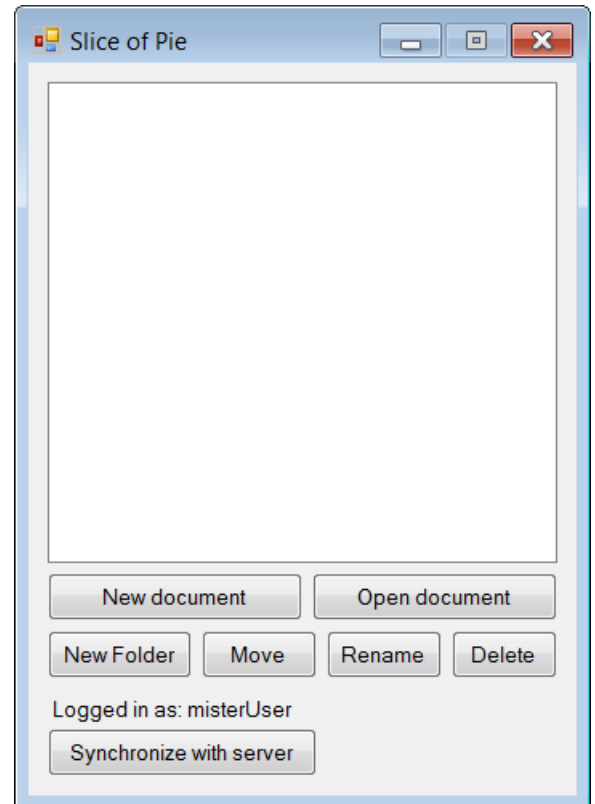 Slice of Pie
New document Open document
New Folder Move Rename Delete
Logged in as: misterUser
Synchronize with server